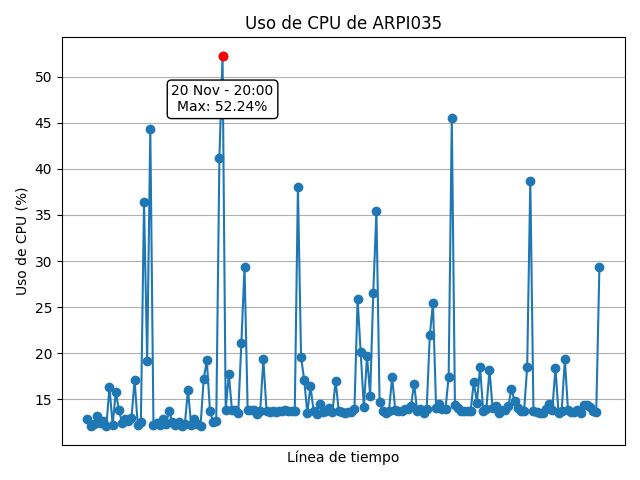 Uso de CPU de ARPI035
50
45
40
35
30
25
20
15
Uso de CPU (%)
20 Nov - 20:00
Max: 52.24%
Línea de tiempo